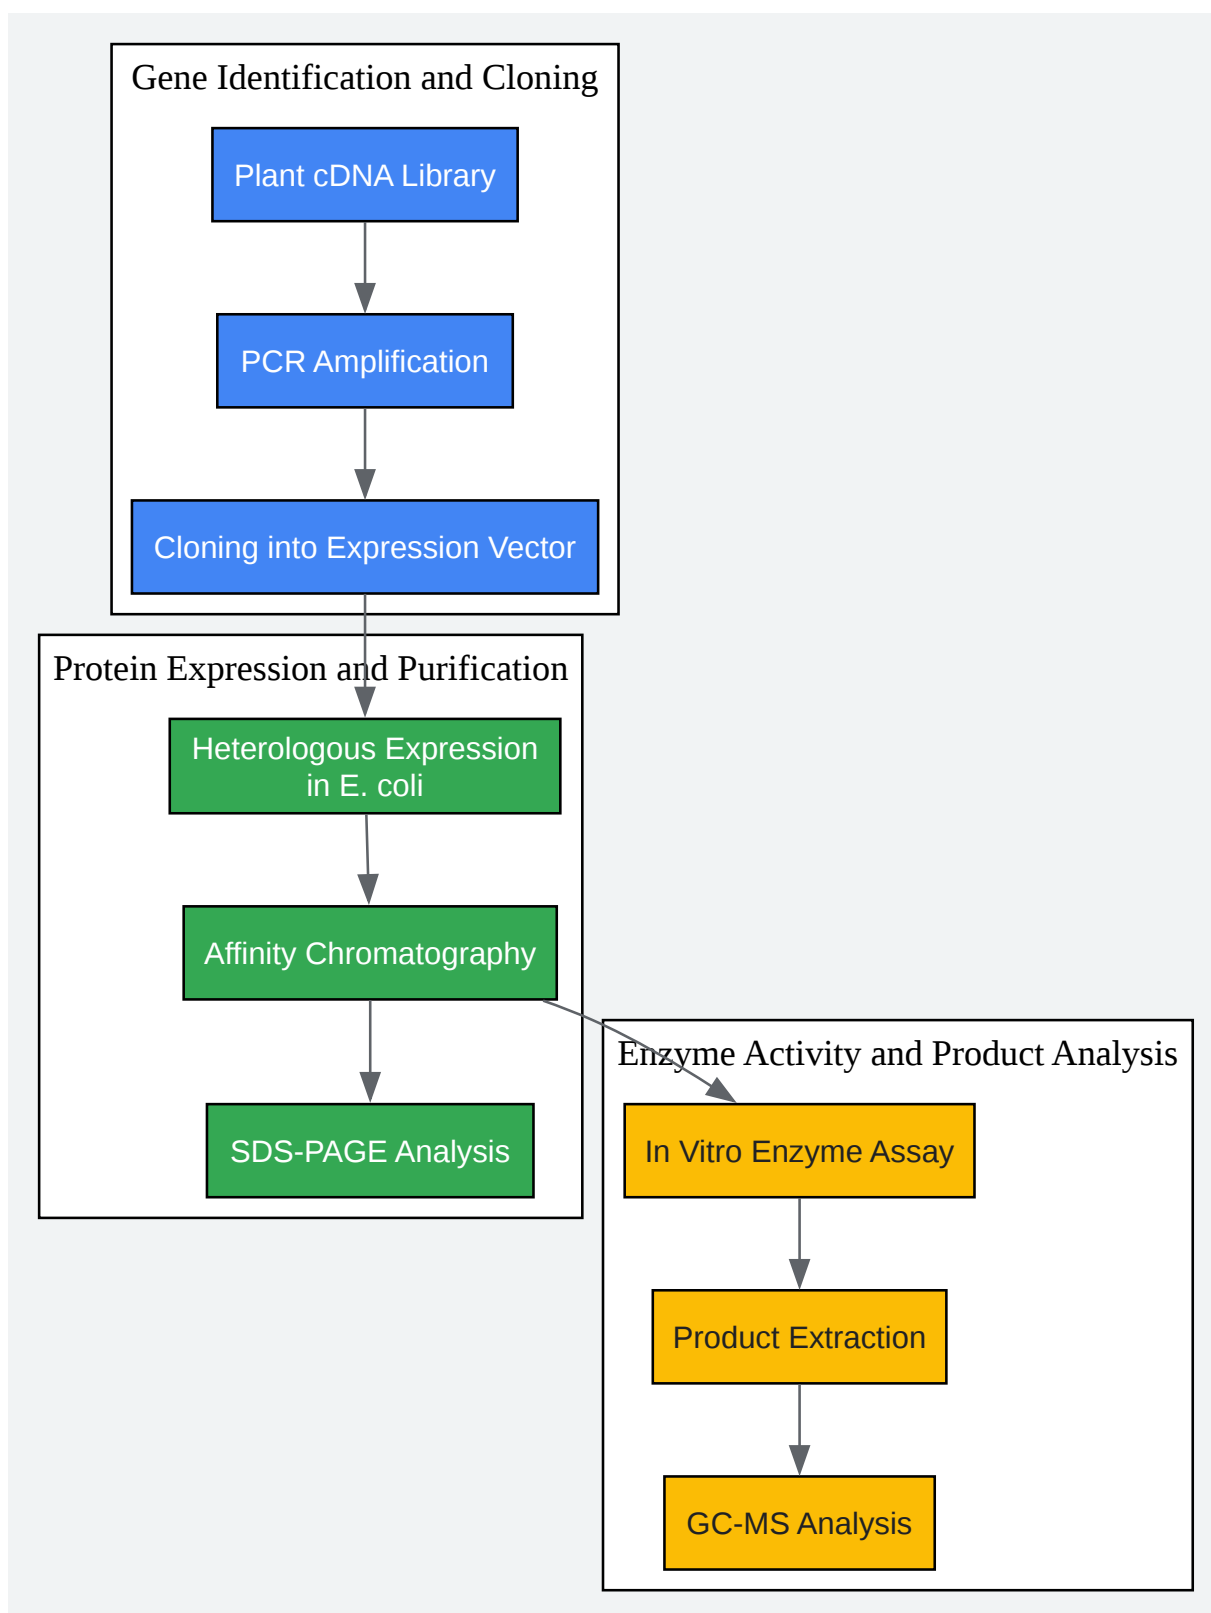 Gene Identification and Cloning
Plant cDNA Library
PCR Amplification
Cloning into Expression Vector
Protein Expression and Purification
Heterologous Expression
in E. coli
Affinity Chromatography
SDS-PAGE Analysis
Enzyme Activity and Product Analysis
In Vitro Enzyme Assay
Product Extraction
GC-MS Analysis